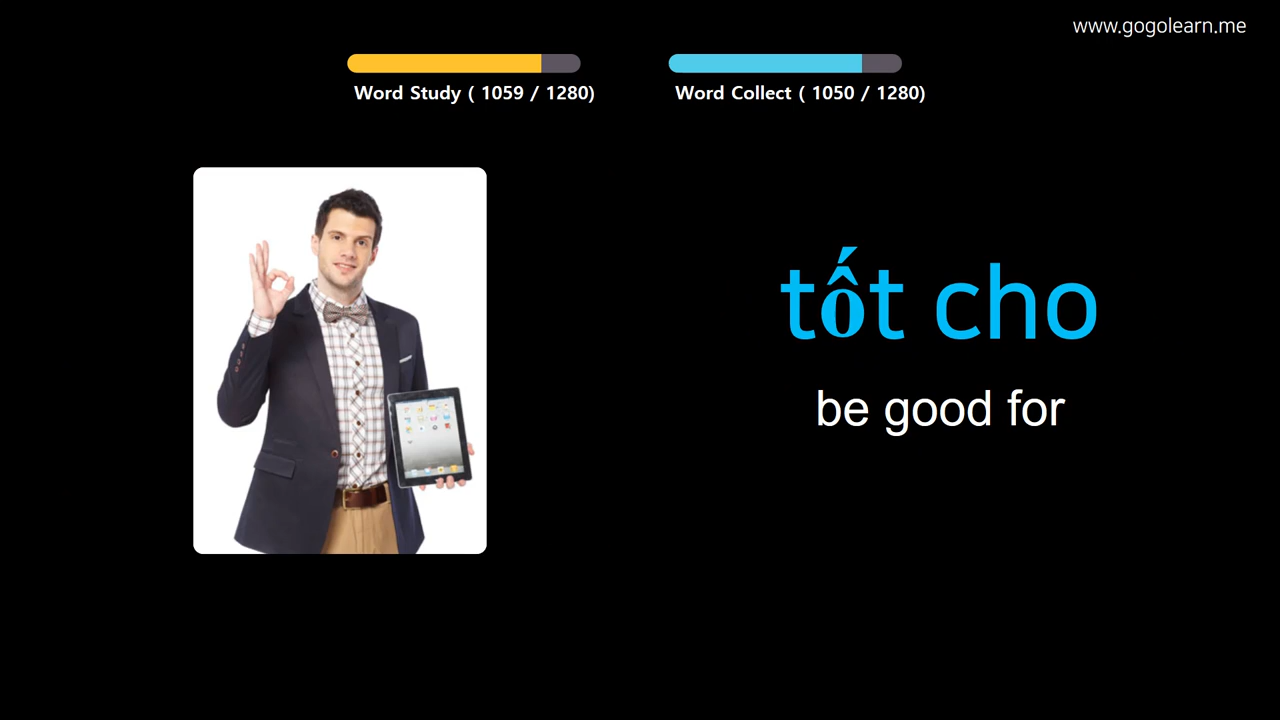 www.gogolearn.me
Word Study ( 1059 / 1280)
Word Collect ( 1050 / 1280)
tốt cho
be good for